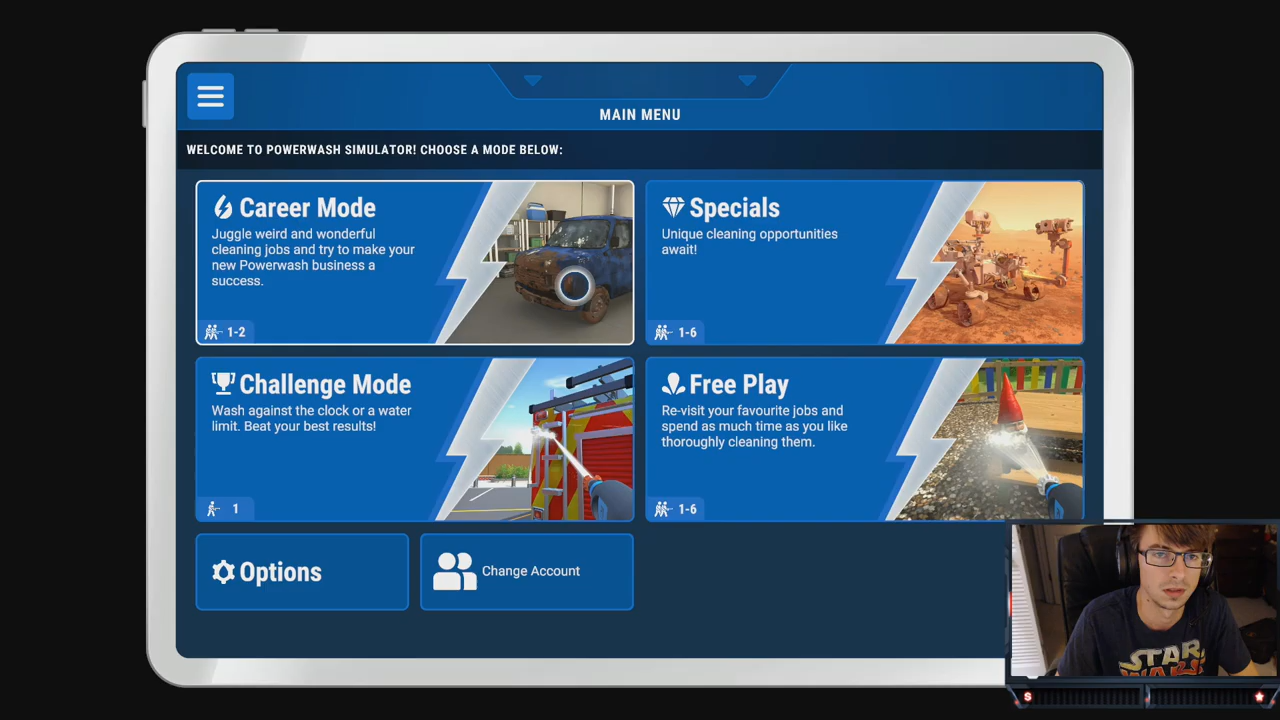 MAIN MENU
WELCOME TO POWERWASH SIMULATOR! CHOOSE A MODE BELOW:
Career Mode
Juggle weird and wonderful
cleaning jobs and try to make your
new Powerwash business a
success.
1-2
Specials
Unique cleaning opportunities
await!
1-6
Challenge Mode
Wash against the clock or a water
limit. Beat your best results!
1
Free Play
Re-visit your favourite jobs and
spend as much time as you like
thoroughly cleaning them.
1-6
Options
Change Account
STAR
WARS
S